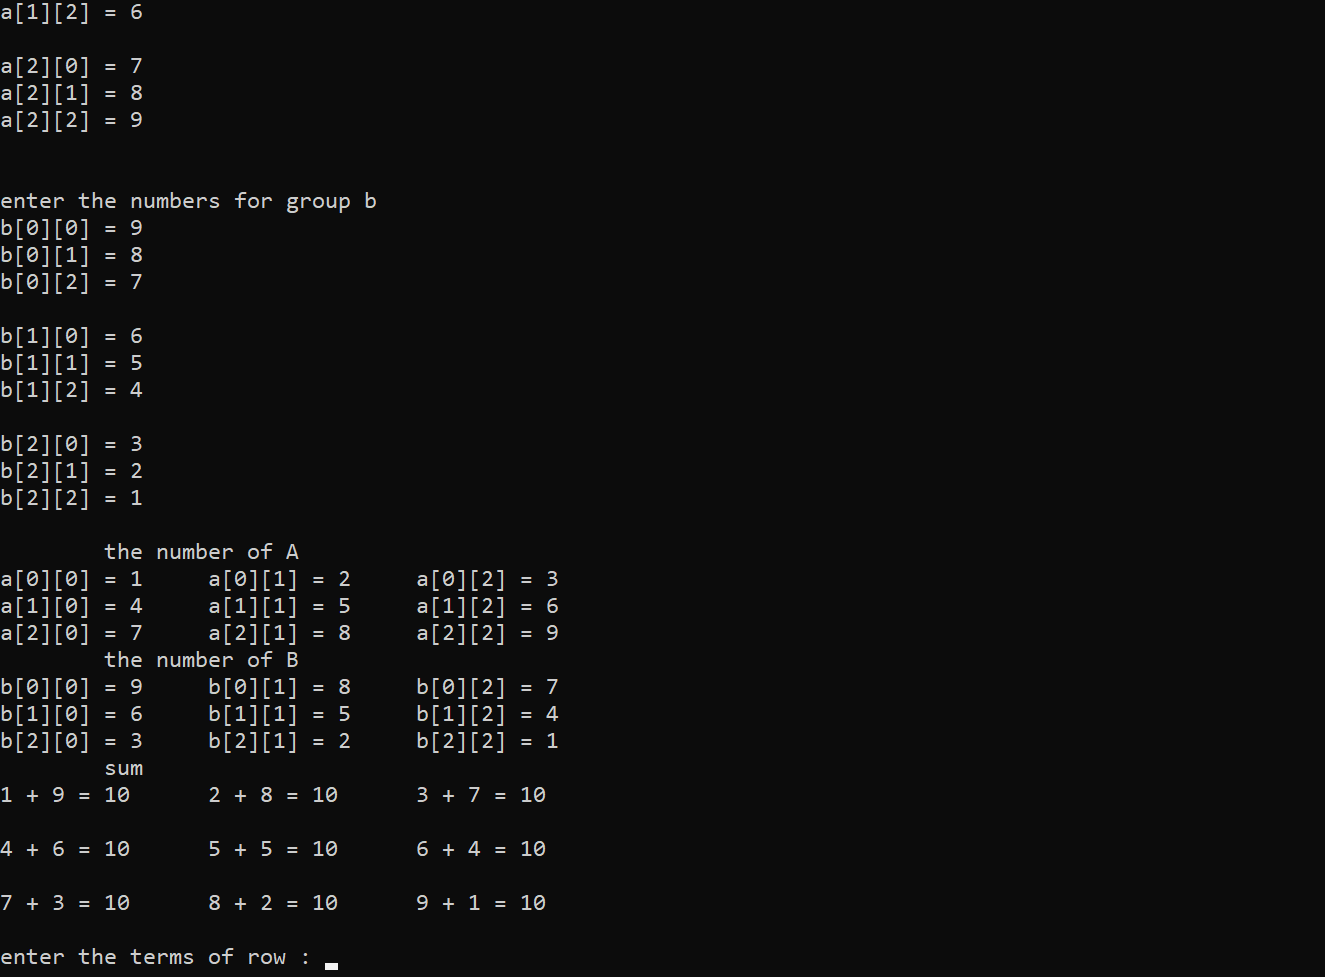 a[1][2] = 6
a[2][0] = 7
a[2][1] = 8
a[2][2] = 9
enter the numbers for group b
b[0][0] = 9
b[0][1] = 8
b[0][2] = 7
b[1][0] = 6
b[1][1] = 5
b[1][2] = 4
b[2][0] = 3
b[2][1] = 2
b[2][2] = 1
the number of A
a[0][0] = 1 a[0][1] = 2 a[0][2] = 3
a[1][0] = 4 a[1][1] = 5 a[1][2] = 6
a[2][0] = 7 a[2][1] = 8 a[2][2] = 9
the number of B
b[0][0] = 9 b[0][1] = 8 b[0][2] = 7
b[1][0] = 6 b[1][1] = 5 b[1][2] = 4
b[2][0] = 3 b[2][1] = 2 b[2][2] = 1
sum
1 + 9 = 10 2 + 8 = 10 3 + 7 = 10
4 + 6 = 10 5 + 5 = 10 6 + 4 = 10
7 + 3 = 10 8 + 2 = 10 9 + 1 = 10
enter the terms of row :